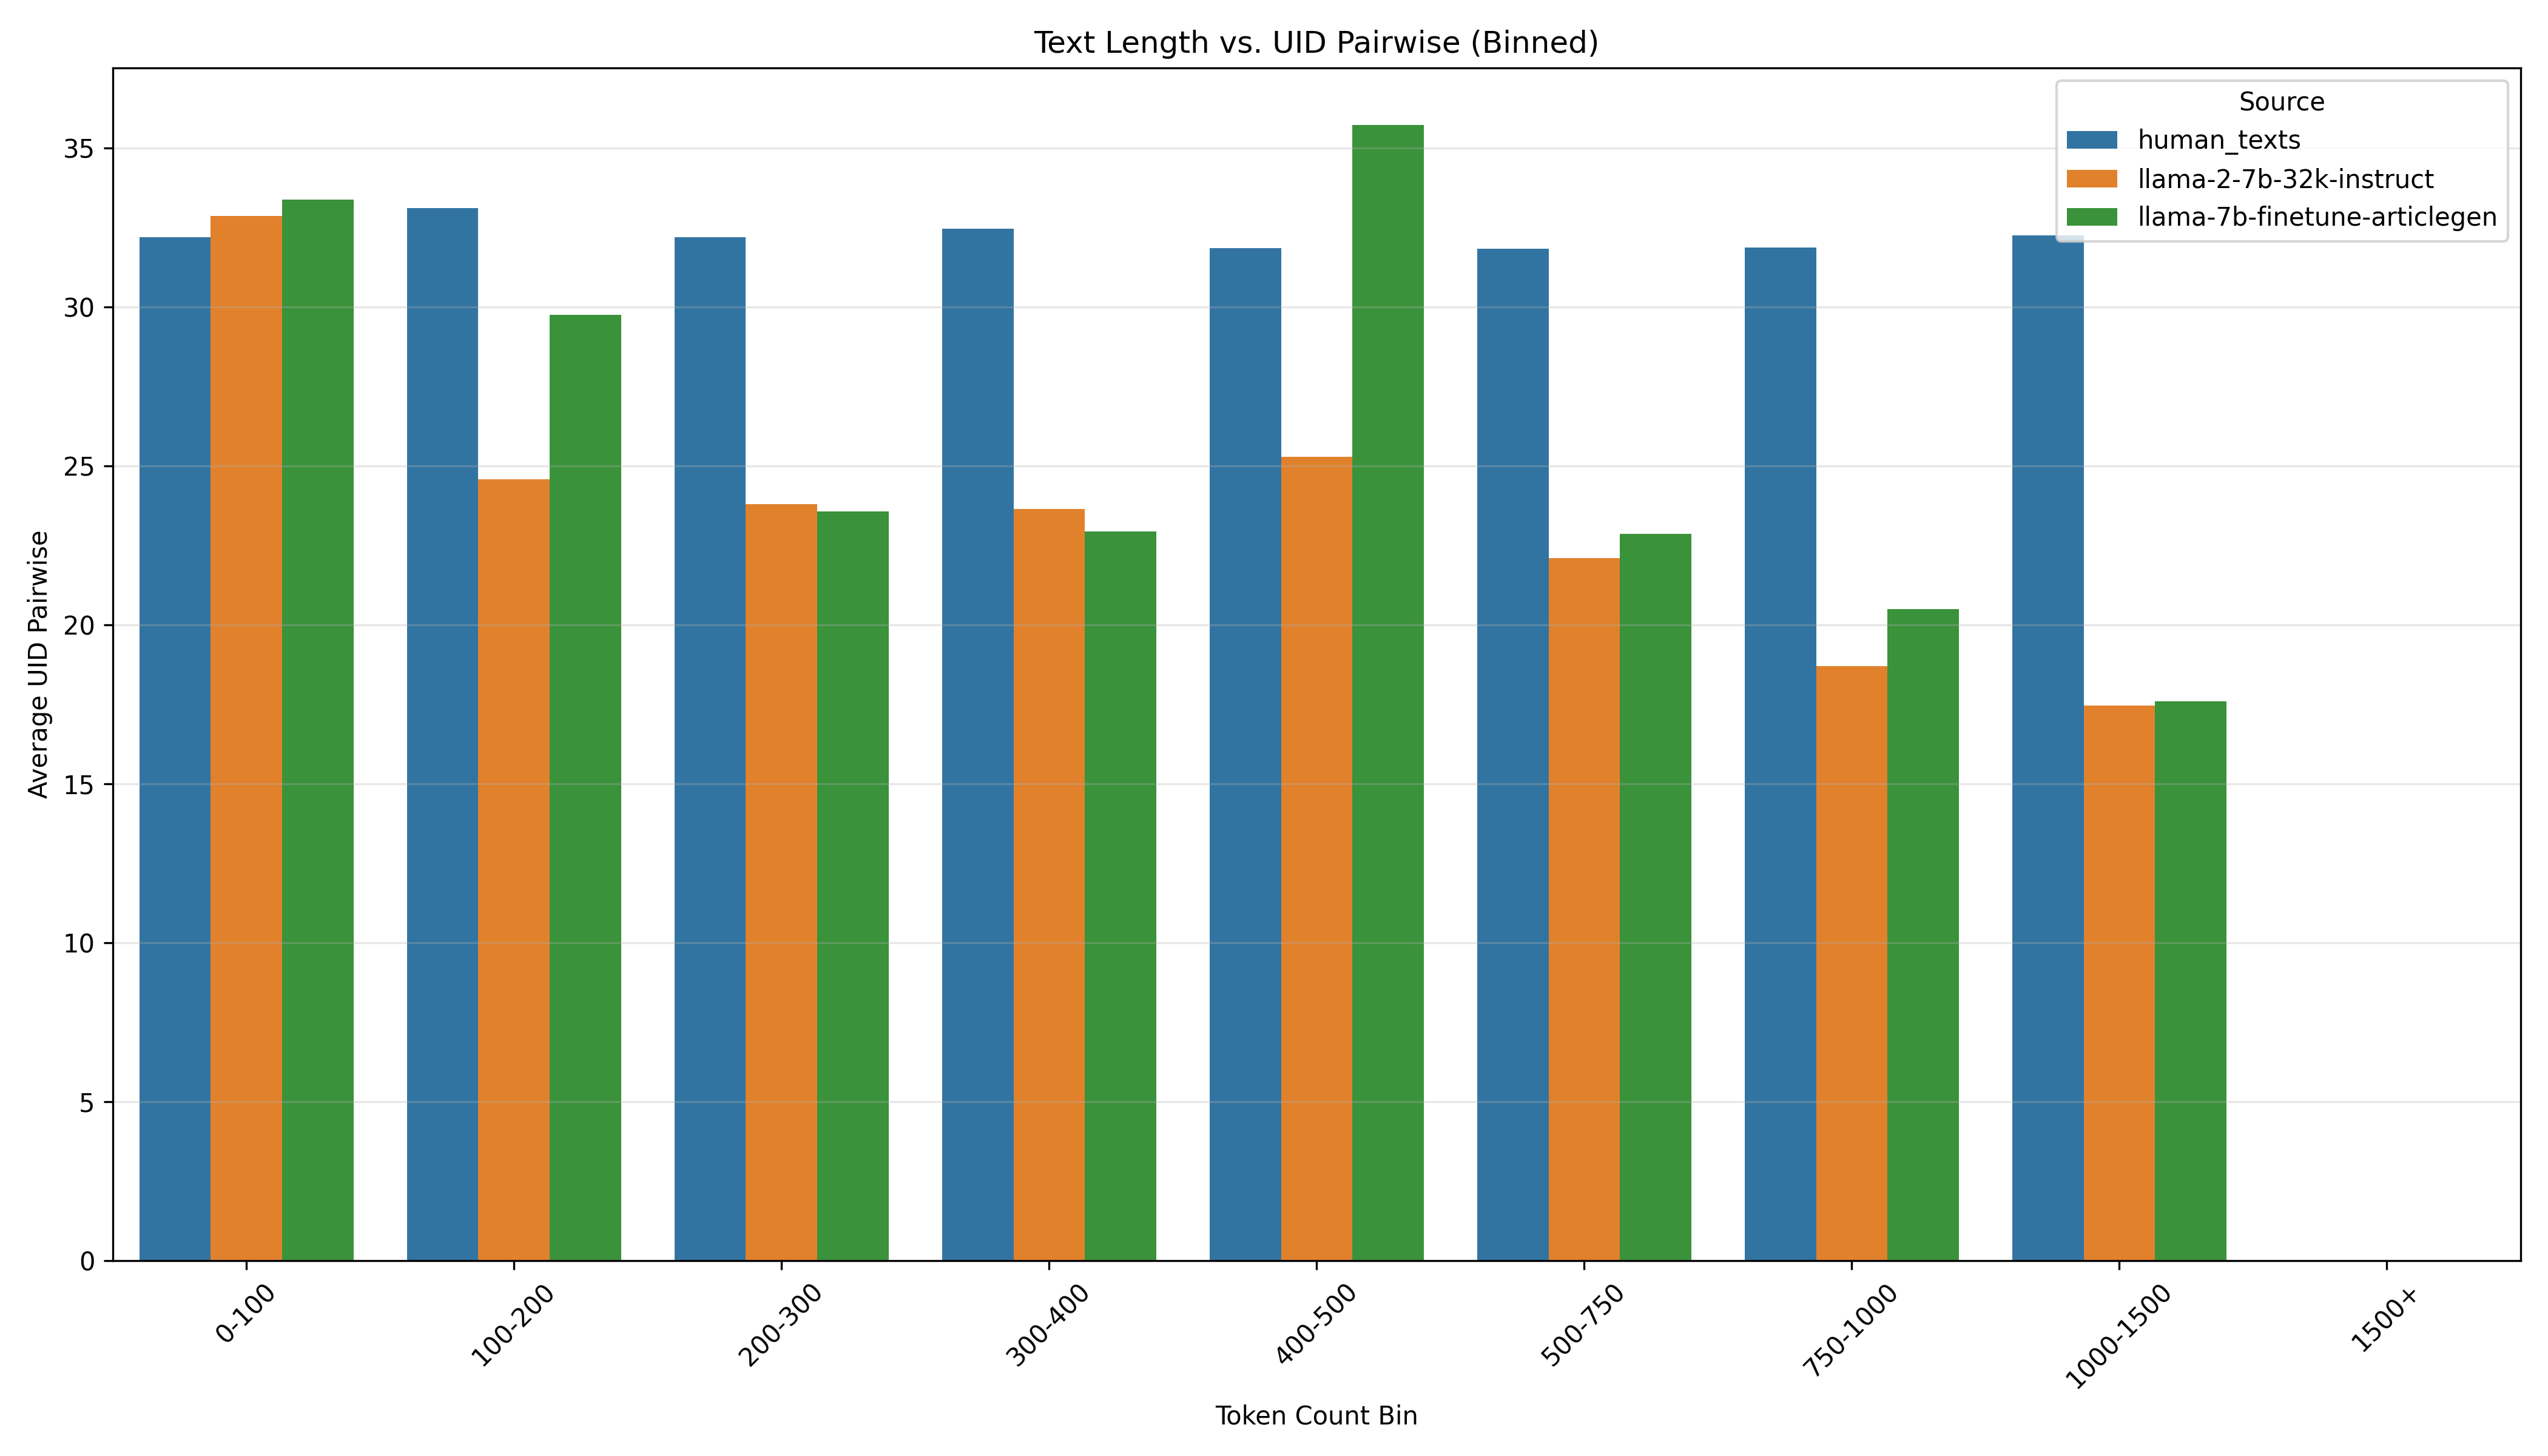 Text Length vs. UID Pairwise (Binned)
Source
human_texts
llama-2-7b-32k-instruct
llama-7b-finetune-articlegen
Average UID Pairwise
35
30
25
20
15
10
5
0
0-100
100-200
200-300
300-400
400-500
500-750
750-1000
1000-1500
1500+
Token Count Bin